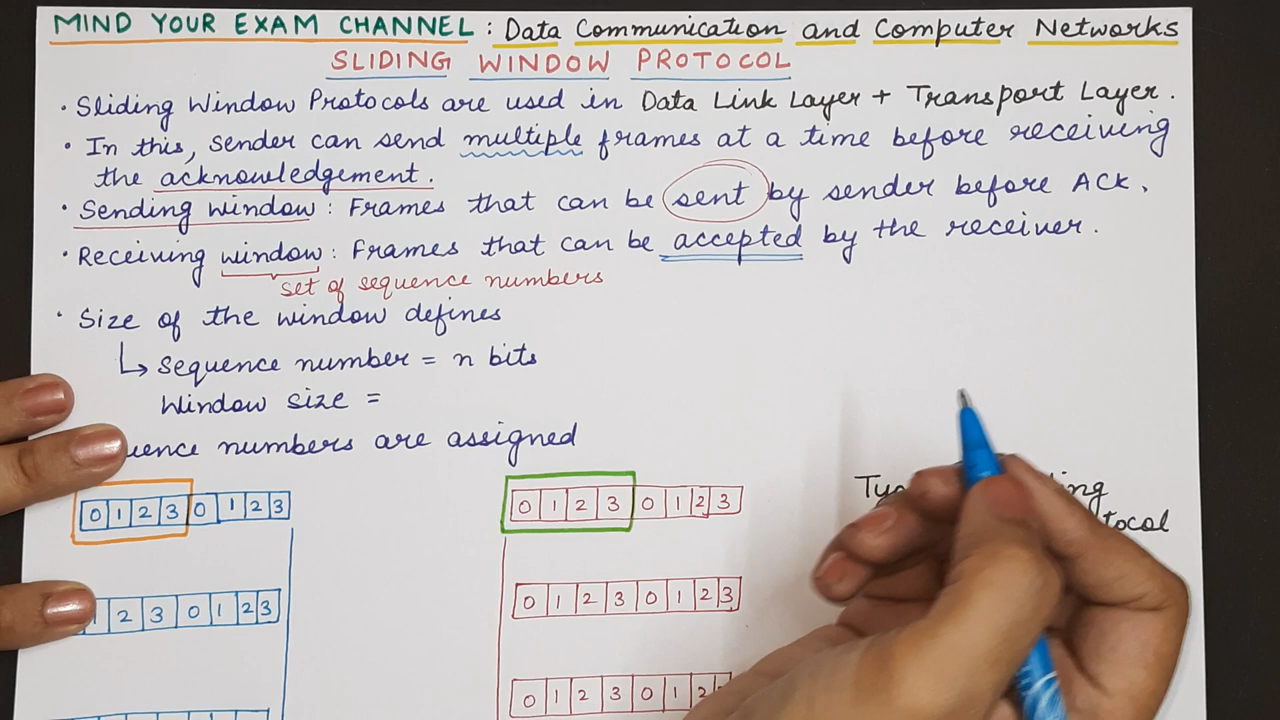 MIND YOUR EXAM CHANNEL : Data Communication and Computer Networks
SLIDING WINDOW PROTOCOL
• Sliding Window Protocols are used in Data Link Layer + Transport Layer.
• In this, sender can send multiple frames at a time before receiving
the acknowledgement.
• Sending window : Frames that can be sent by sender before ACK.
• Receiving window : Frames that can be accepted by the receiver.
set of sequence numbers
• Size of the window defines
↳ Sequence number = n bits
Window size =
numbers are assigned
0 1 2 3 0 1 2 3
0 1 2 3 0 1 2 3
2 3 0 1 2 3
0 1 2 3 0 1 2 3
0 1 2 3 0 1 2